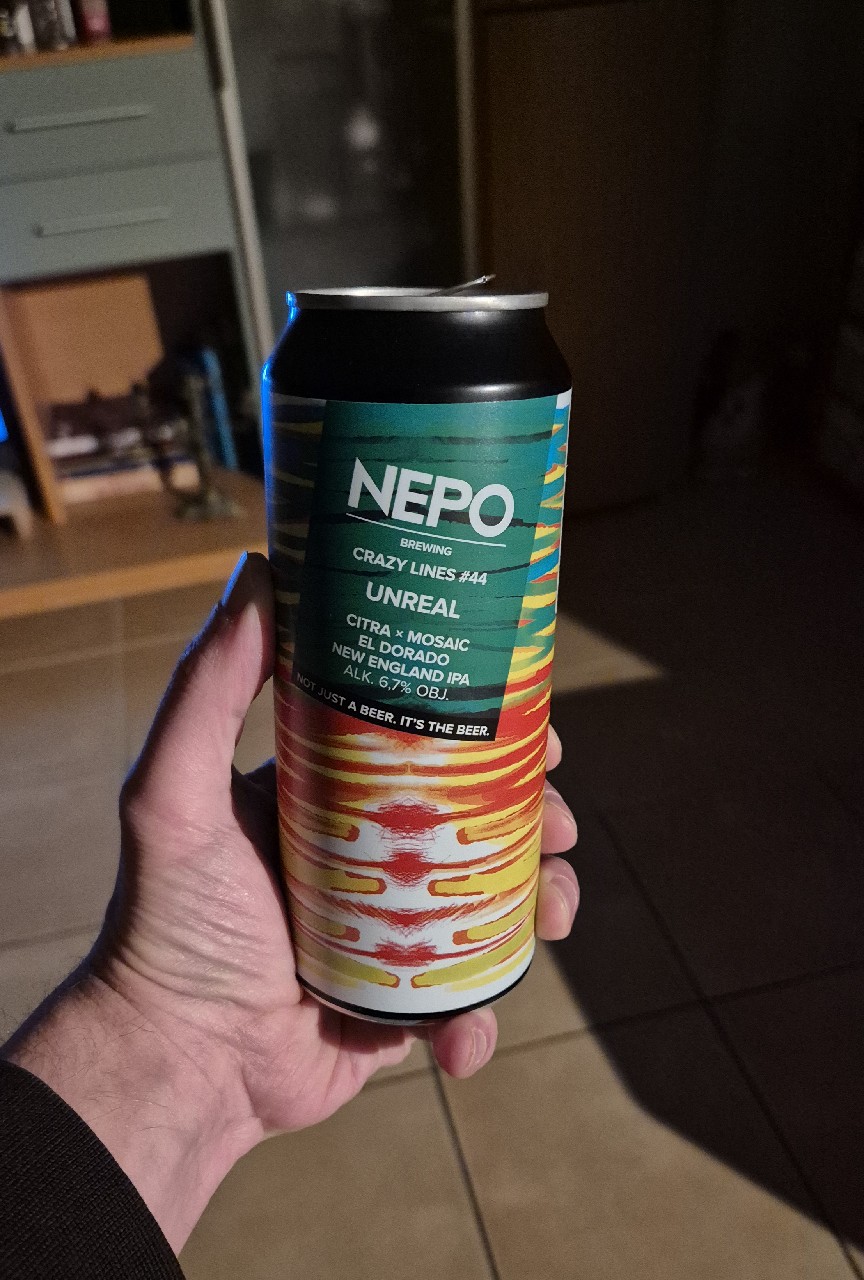 NEPO
BREWING
CRAZY LINES #44
UNREAL
CITRA × MOSAIC
EL DORADO
NEW ENGLAND IPA
ALK. 6,7% OBJ.
NOT JUST A BEER. IT'S THE BEER.